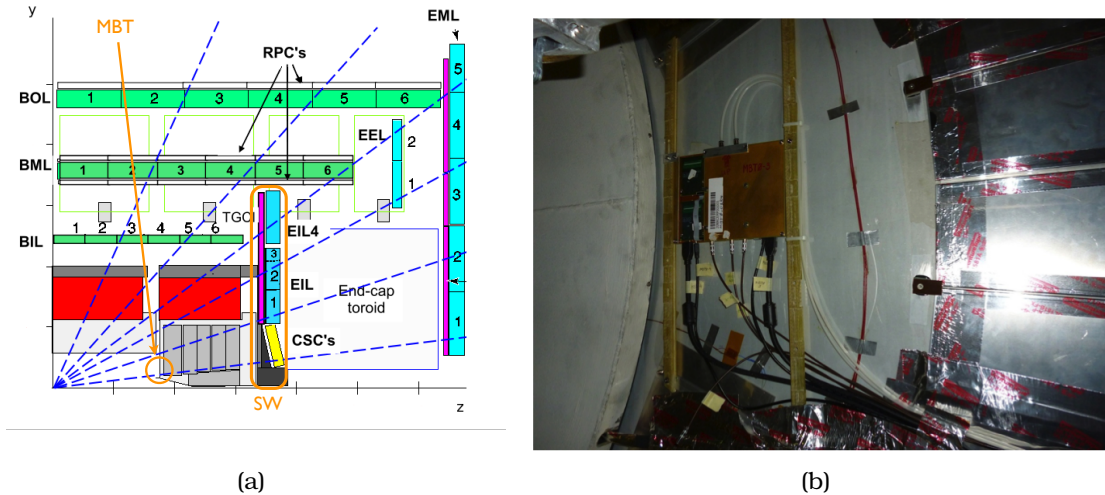 y
MBT
EML
RPC's
5
BOL
1 2 3 4 5 6
4
EEL
2
BML
1 2 3 4 5 6
1
3
TGCI
BIL
1 2 3 4 5 6
EIL4
3
2
EIL
2
1
End-cap
toroid
1
CSC's
SW
z
(a)
(b)